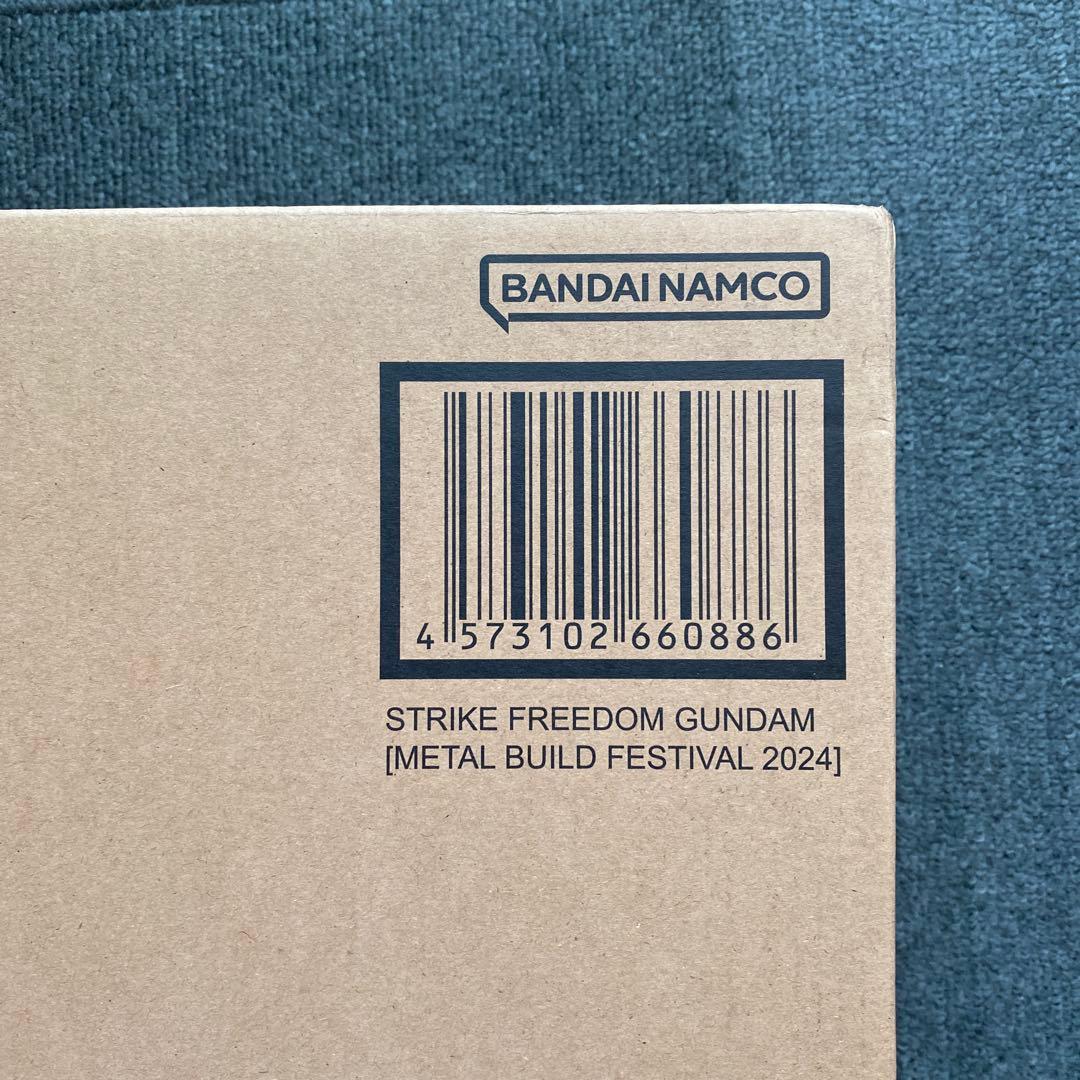 BANDAI NAMCO
4 573102 660886
STRIKE FREEDOM GUNDAM
[METAL BUILD FESTIVAL 2024]